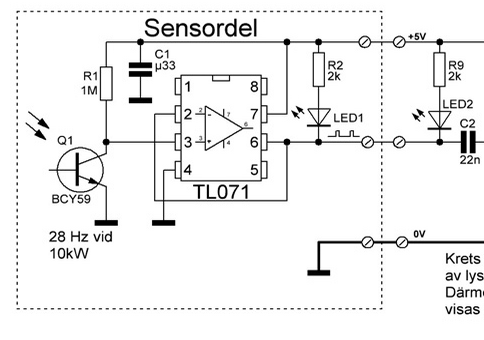 Sensordel
+5V
C1
µ33
R1
1M
R2
2k
R9
2k
1
8
2
7
3
6
4
5
2
7
3
4
6
LED1
LED2
Q1
C2
22n
BCY59
TL071
28 Hz vid
10kW
0V
Krets
av lys
Därme
visas